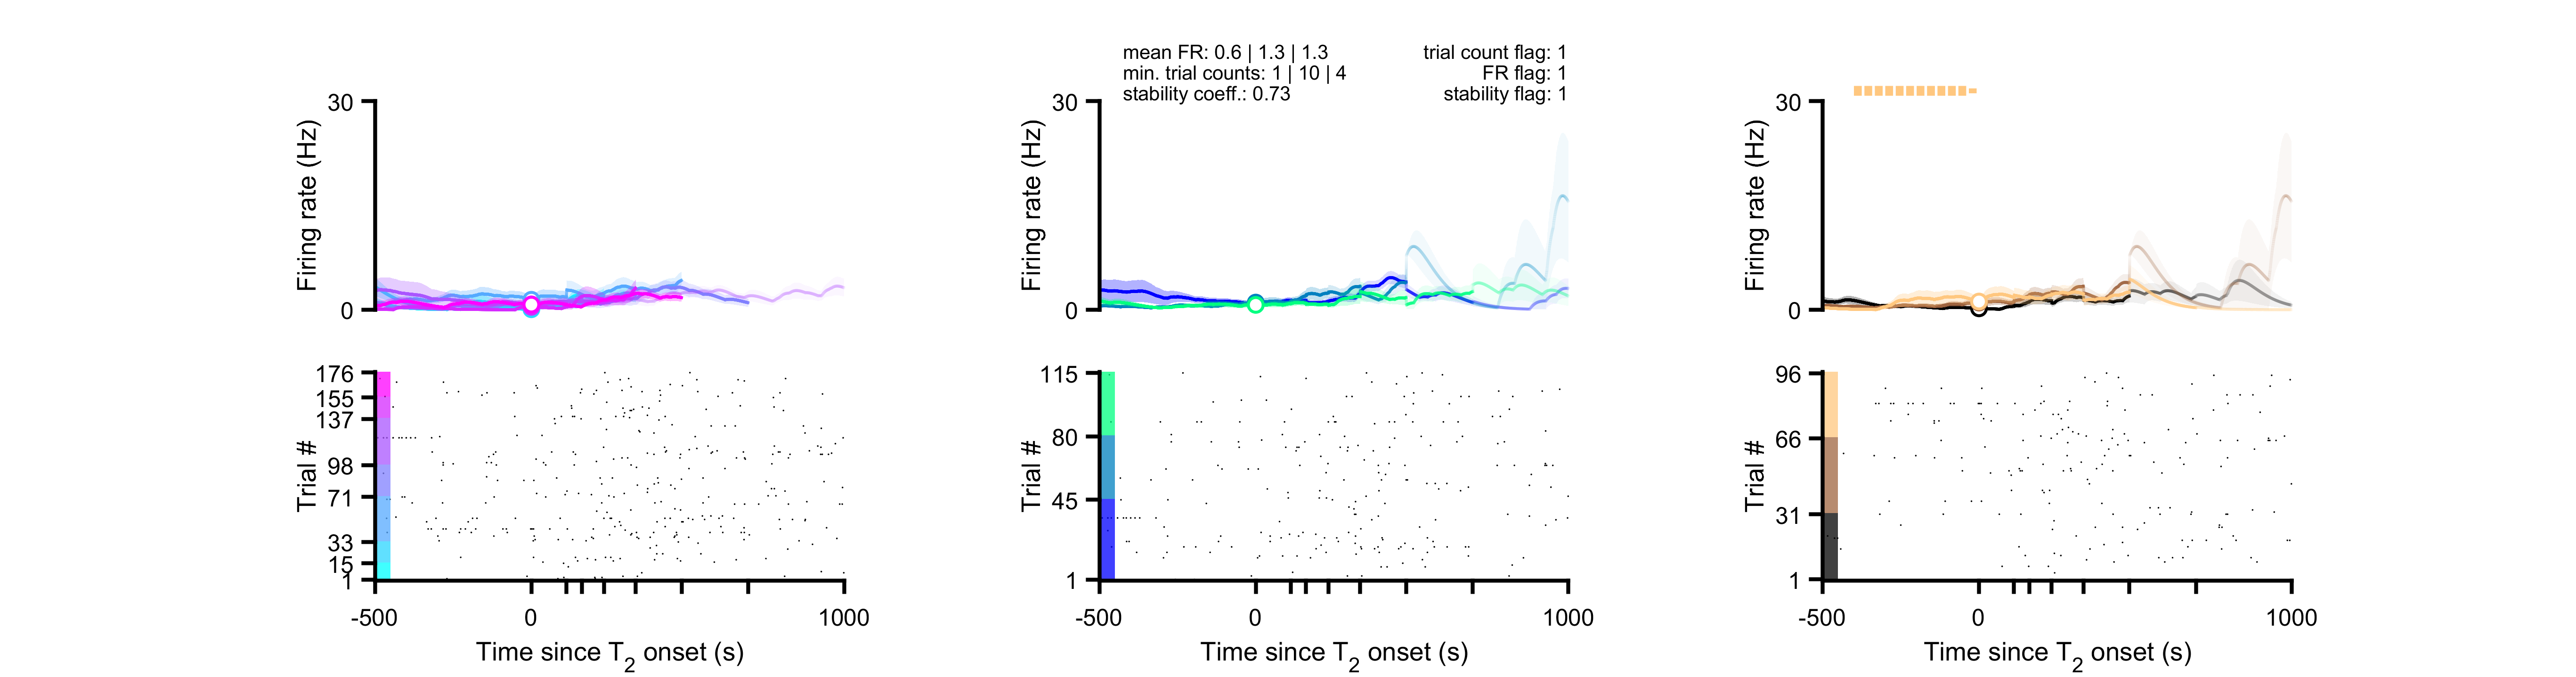 mean FR: 0.6 | 1.3 | 1.3
min. trial counts: 1 | 10 | 4
stability coeff.: 0.73
trial count flag: 1
FR flag: 1
stability flag: 1
Firing rate (Hz)
30
0
Firing rate (Hz)
30
0
Firing rate (Hz)
30
0
Trial #
176
155
137
98
71
33
15
1
-500
0
1000
Time since T2 onset (s)
Trial #
115
80
45
1
-500
0
1000
Time since T2 onset (s)
Trial #
96
66
31
1
-500
0
1000
Time since T2 onset (s)